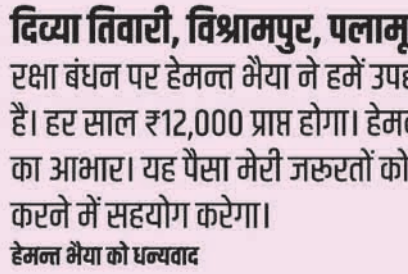 दिव्या तिवारी, विश्रामपुर, पलामू
रक्षा बंधन पर हेमन्त भैया ने हमें
है। हर साल ₹12,000 प्राप्त होगा।
का आभार। यह पैसा मेरी जरूरतों को
करने में सहयोग करेगा।
हेमन्त भैया को धन्यवाद